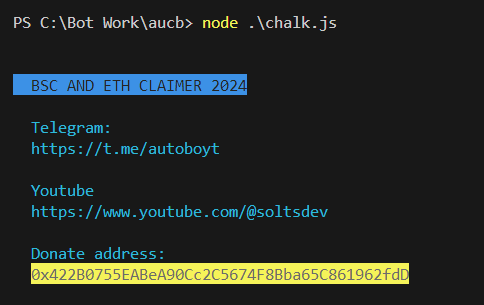 PS C:\Bot Work\aucb> node .\chalk.js
BSC AND ETH CLAIMER 2024
Telegram:
https://t.me/autoboyt
Youtube
https://www.youtube.com/@soltsdev
Donate address:
0x422B0755EABeA90Cc2C5674F8Bba65C861962fdD